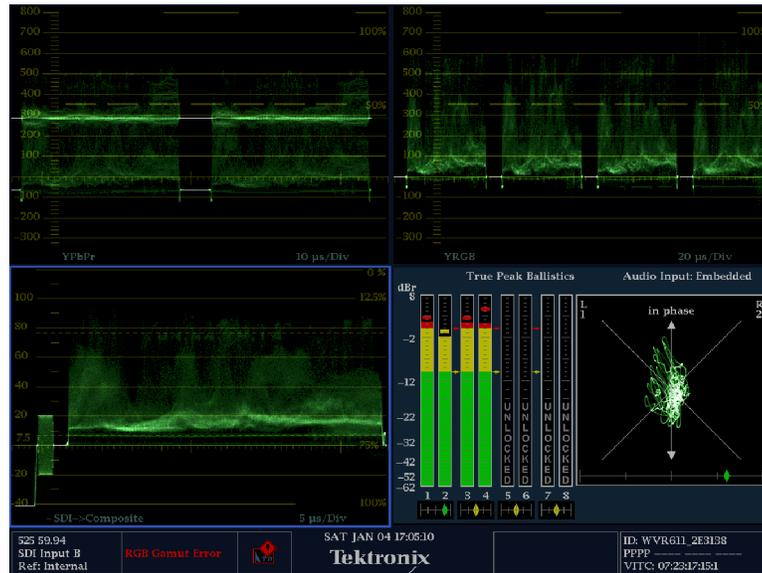 800
700
600
500
400
300
200
100
0
100
200
300
100%
50%
YPbPr
10 µs/Div
800
700
600
500
400
300
200
100
0
100
200
300
50%
YRGB
20 µs/Div
100
80
60
40
20
7.5
20
40
0 %
12.5%
75%
100%
-SDI->Composite
5 µs/Div
True Peak Ballistics
Audio Input: Embedded
dBr
8
-2
-12
-22
-32
-42
-52
-62
UNLOCKED
UNLOCKED
UNLOCKED
UNLOCKED
1 2 3 4 5 6 7 8
L
1
in phase
R
2
525 59.94
SDI Input B
Ref: Internal
RGB Gamut Error
SAT JAN 04 17:05:10
Tektronix
ID: WVR611_2E3138
PPPP ---- ---- ----
VITC: 07:23:17:15:1